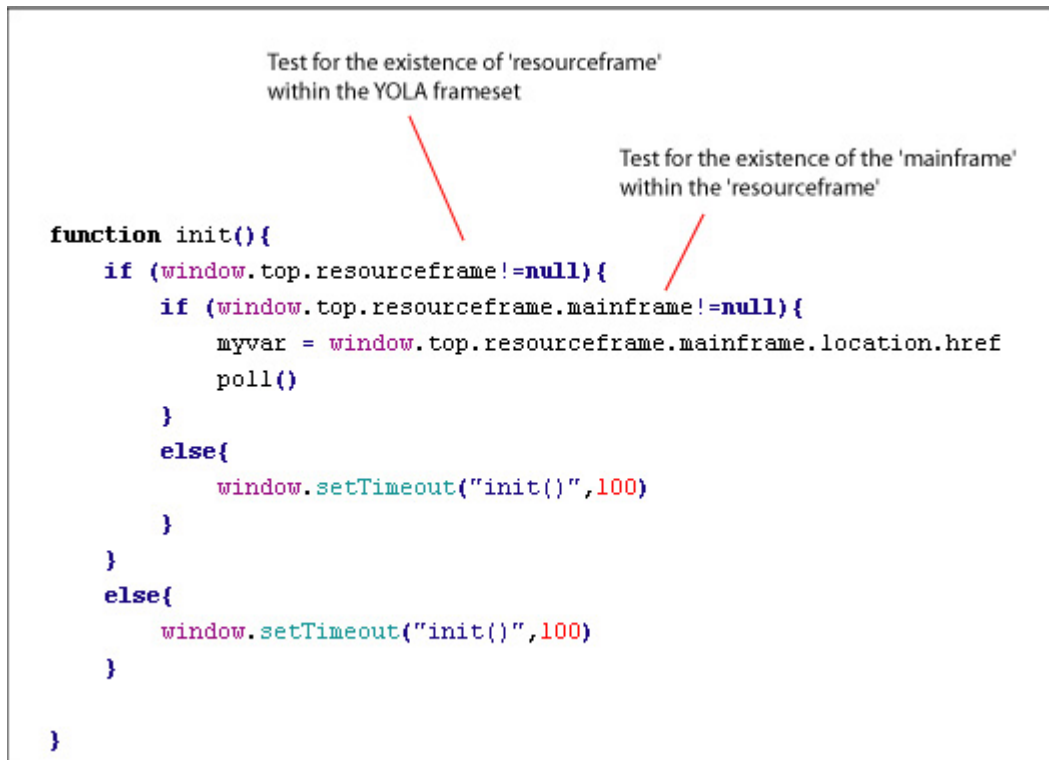 Test for the existence of 'resourceframe'
within the YOLA frameset
Test for the existence of the 'mainframe'
within the 'resourceframe'
function init(){
    if (window.top.resourceframe!=null){
        if (window.top.resourceframe.mainframe!=null){
            myvar = window.top.resourceframe.mainframe.location.href
            poll()
        }
        else{
            window.setTimeout("init()",100)
        }
    }
    else{
        window.setTimeout("init()",100)
    }
}